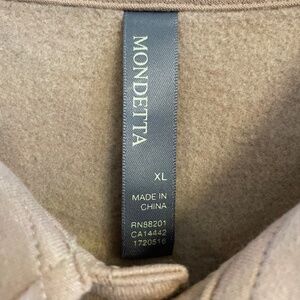 MONDETTA
XL
MADE IN
CHINA
RN88201
CA14442
1720516